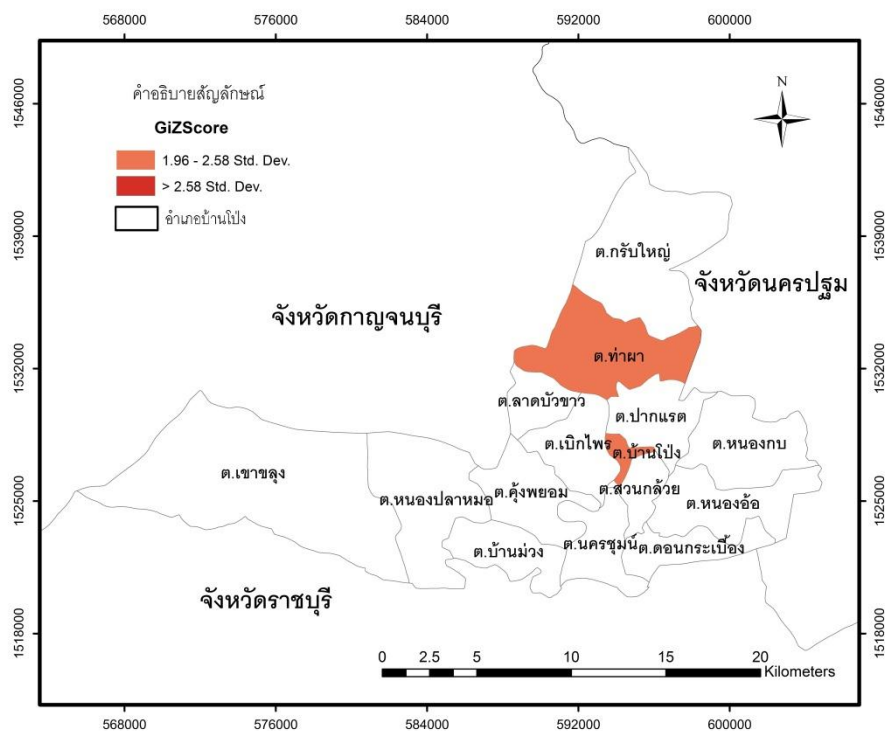 568000 576000 584000 592000 600000
1546000
1539000
1532000
1525000
1518000
คำอธิบายสัญลักษณ์
GiZScore
1.96 - 2.58 Std. Dev.
> 2.58 Std. Dev.
อำเภอบ้านโป่ง
N
ต.กรับใหญ่
จังหวัดนครปฐม
จังหวัดกาญจนบุรี
ต.ท่าผา
ต.ลาดบัวขาว
ต.ปากแรต
ต.เบิกไพร
ต.บ้านโป่ง
ต.หนองกบ
ต.เขาขลุง
ต.หนองปลาหมอ
ต.คุ้งพยอม
ต.สวนกล้วย
ต.หนองอ้อ
ต.บ้านม่วง
ต.นครชุมน์
ต.ดอนกระเบื้อง
จังหวัดราชบุรี
0 2.5 5 10 15 20
Kilometers
1546000
1539000
1532000
1525000
1518000
568000 576000 584000 592000 600000